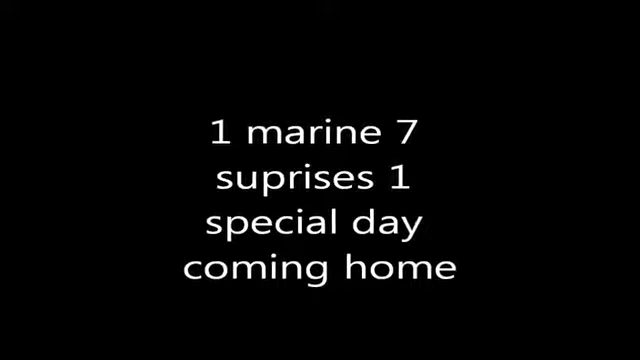 1 marine 7
suprises 1
special day
coming home